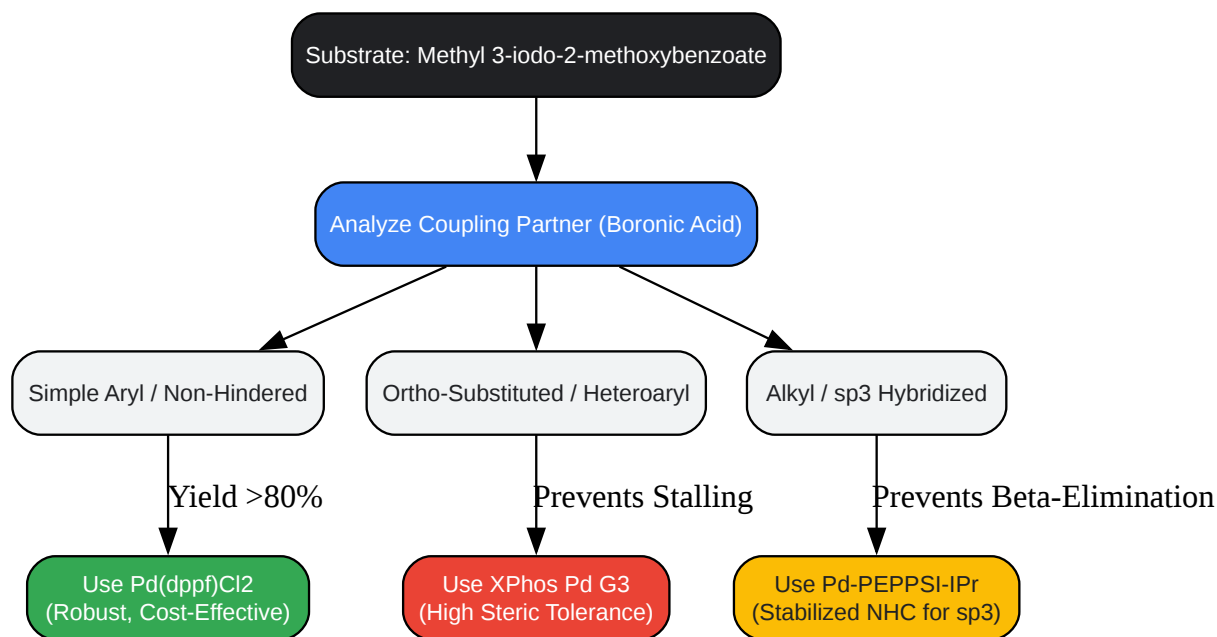 Substrate: Methyl 3-iodo-2-methoxybenzoate
Analyze Coupling Partner (Boronic Acid)
Simple Aryl / Non-Hindered
Ortho-Substituted / Heteroaryl
Alkyl / sp3 Hybridized
Yield >80%
Prevents Stalling
Prevents Beta-Elimination
Use Pd(dppf)Cl2
(Robust, Cost-Effective)
Use XPhos Pd G3
(High Steric Tolerance)
Use Pd-PEPPSI-IPr
(Stabilized NHC for sp3)